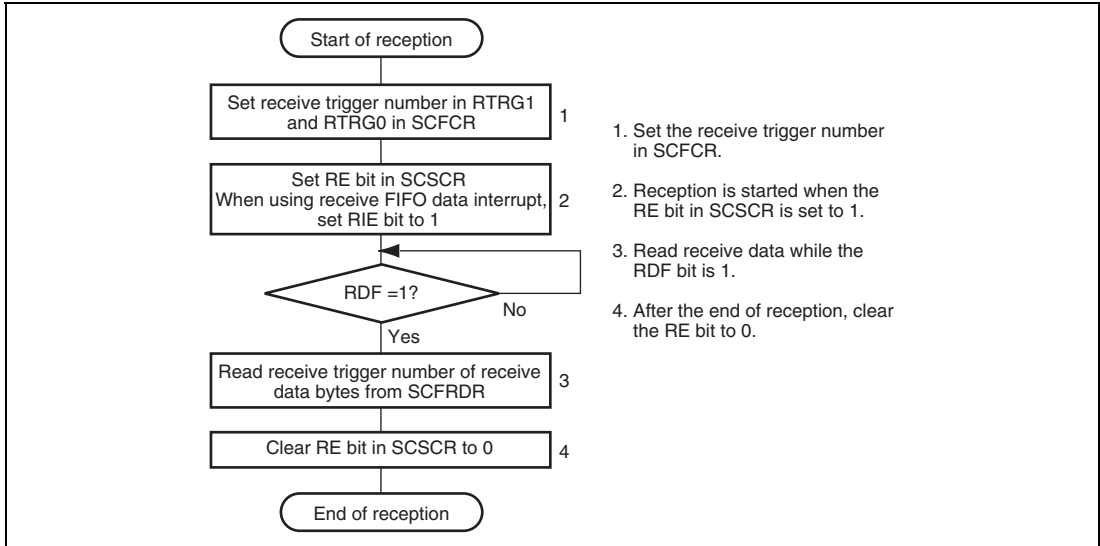 Start of reception
Set receive trigger number in RTRG1
and RTRG0 in SCFCR
1
Set RE bit in SCSCR
When using receive FIFO data interrupt,
set RIE bit to 1
2
RDF =1?
No
Yes
Read receive trigger number of receive
data bytes from SCFRDR
3
Clear RE bit in SCSCR to 0
4
End of reception
1. Set the receive trigger number
in SCFCR.
2. Reception is started when the
RE bit in SCSCR is set to 1.
3. Read receive data while the
RDF bit is 1.
4. After the end of reception, clear
the RE bit to 0.